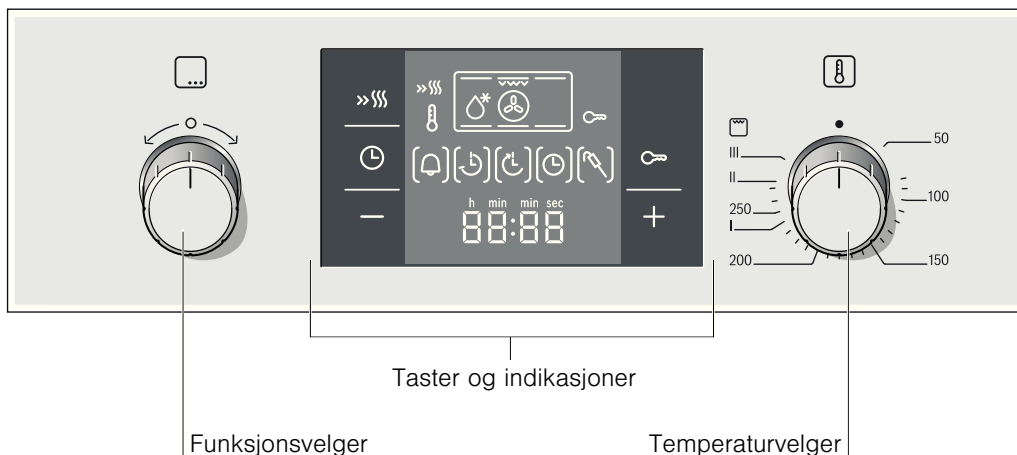 h min min sec
88:88
50
100
150
200
250
I
II
III
Taster og indikasjoner
Funksjonsvelger
Temperaturvelger